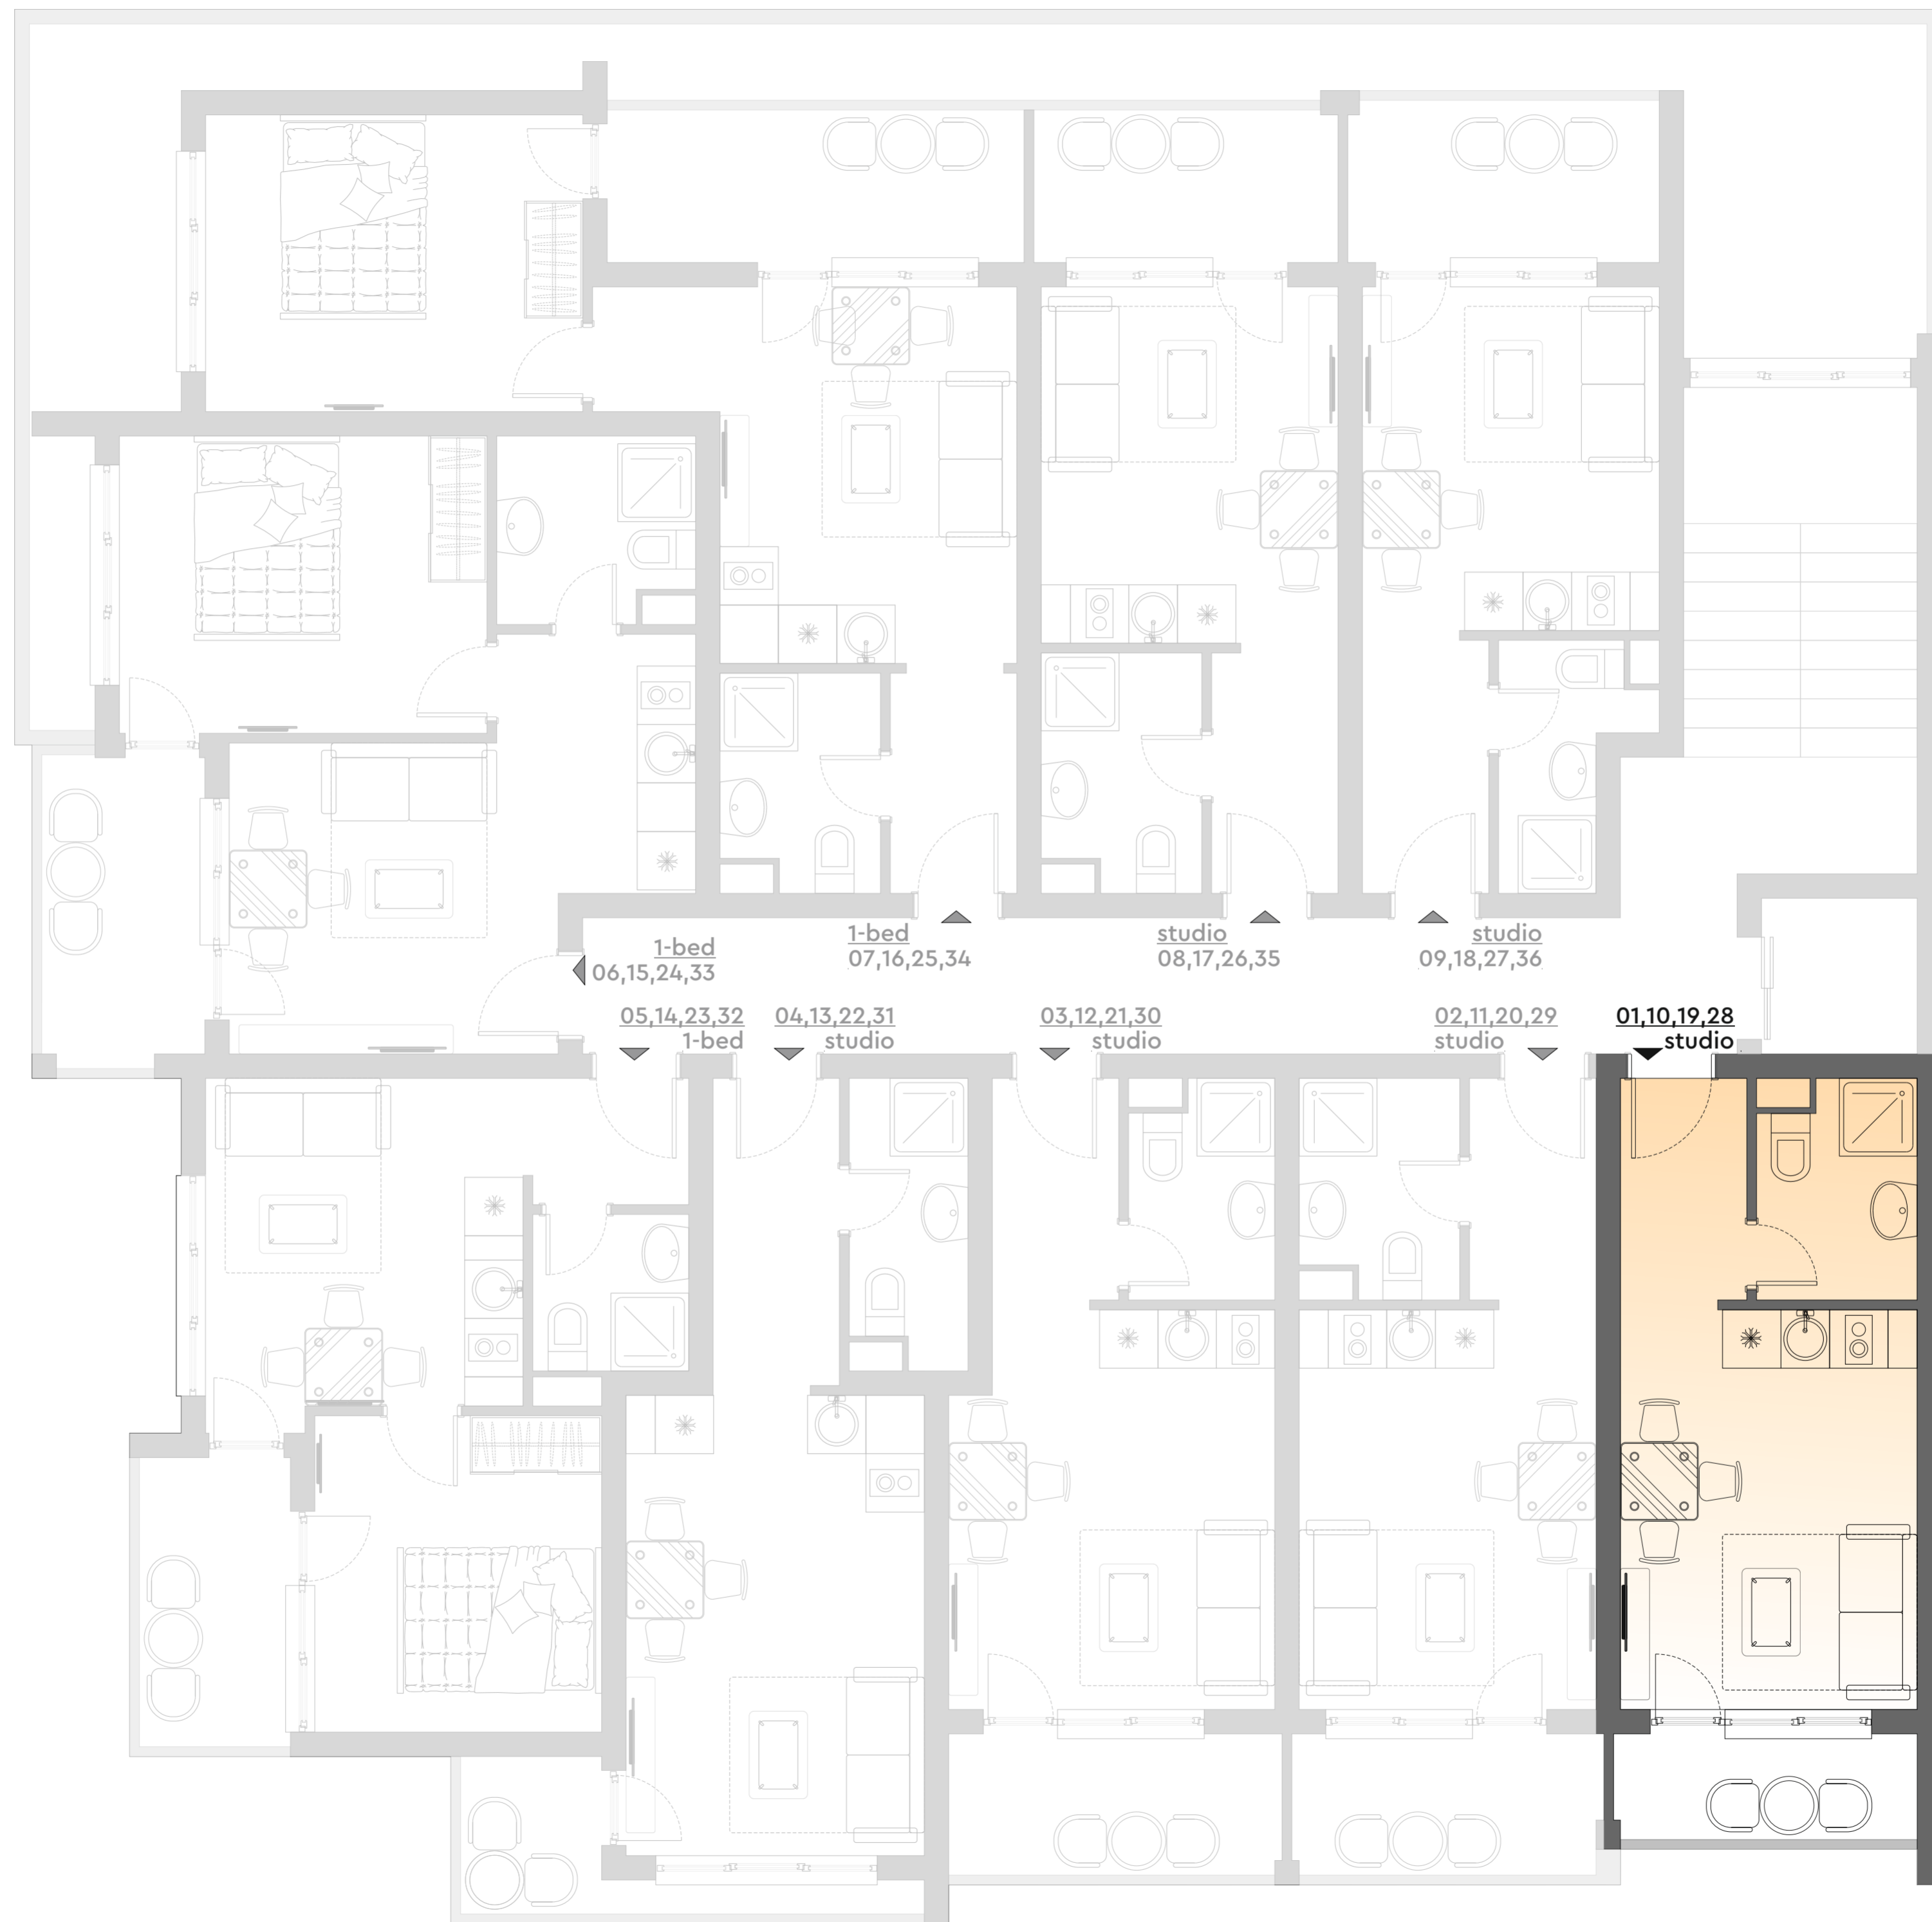 1-bed
06,15,24,33
1-bed
07,16,25,34
studio
08,17,26,35
studio
09,18,27,36
05,14,23,32
1-bed
04,13,22,31
studio
03,12,21,30
studio
02,11,20,29
studio
01,10,19,28
studio